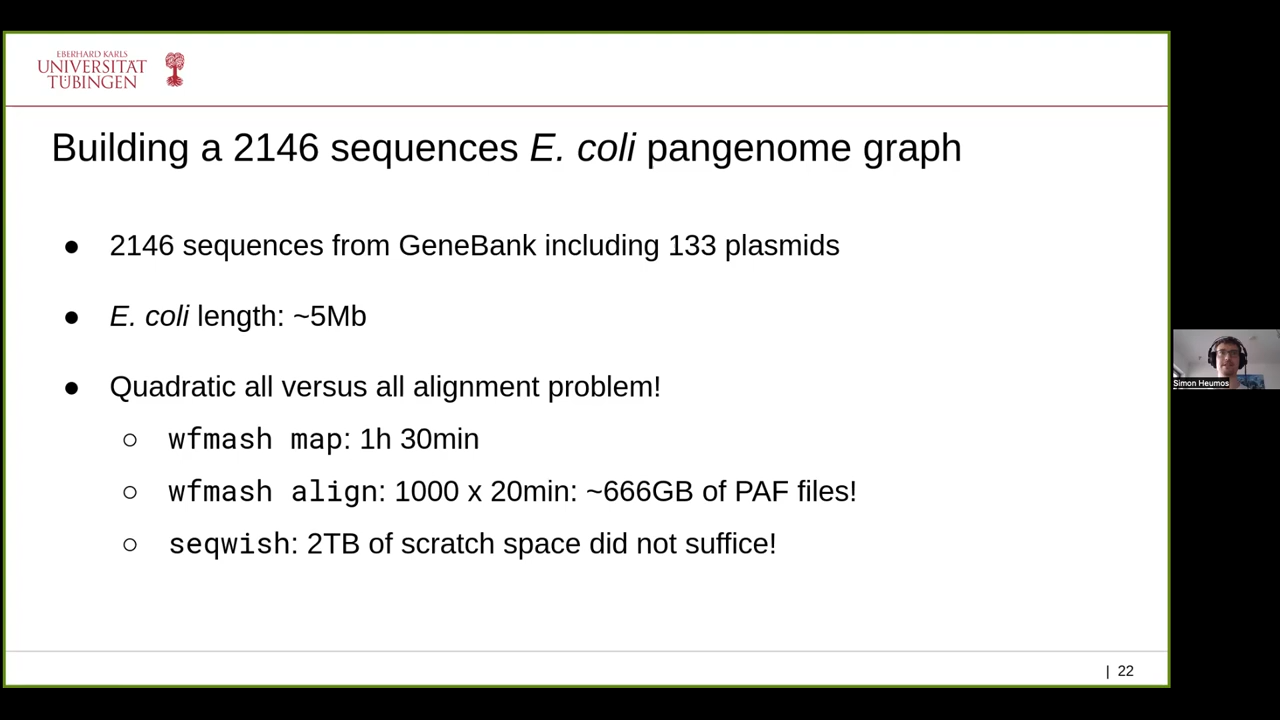 EBERHARD KARLS
UNIVERSITÄT
TÜBINGEN
Building a 2146 sequences E. coli pangenome graph
● 2146 sequences from GeneBank including 133 plasmids
● E. coli length: ~5Mb
● Quadratic all versus all alignment problem!
○ wfmash map: 1h 30min
○ wfmash align: 1000 x 20min: ~666GB of PAF files!
○ seqwish: 2TB of scratch space did not suffice!
Simon Heumos
| 22